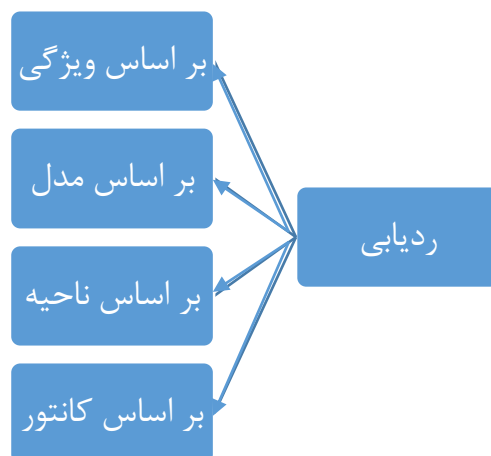 ردیابی
بر اساس ویژگی
بر اساس مدل
بر اساس ناحیه
بر اساس کانتور